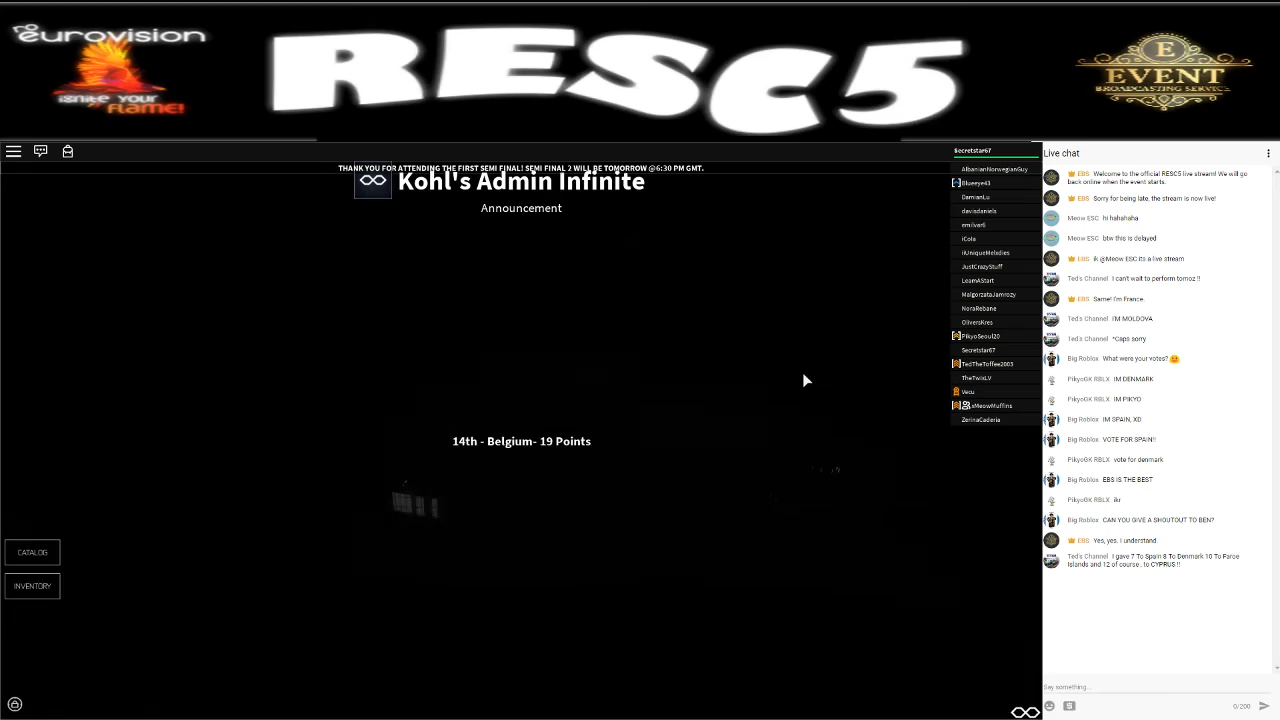 eurovision
ignite your
flame!
RESC5
E
EVENT
BROADCASTING SERVICE
THANK YOU FOR ATTENDING THE FIRST SEMI FINAL! SEMI FINAL 2 WILL BE TOMORROW @6:30 PM GMT.
Kohl's Admin Infinite
Announcement
14th - Belgium- 19 Points
CATALOG
INVENTORY
Secretstar67
AlbanianNorwegianGuy
Blueeye43
DamianLu
davisdaniels
emilvarli
iCola
iUniqueMelodies
JustCrazyStuff
LearnAStart
MalgorzataJamrozy
NoraRebane
OliversKres
PikyoSeoul20
Secretstar67
TedTheToffee2003
TheTwixLV
Vecu
xMeowMuffins
ZerinaCaderia
Live chat
EBS Welcome to the official RESC5 live stream! We will go
back online when the event starts.
EBS Sorry for being late, the stream is now live!
Meow ESC hi hahahaha
Meow ESC btw this is delayed
EBS ik @Meow ESC its a live stream
Ted's Channel I can't wait to perform tomoz !!
EBS Same! I'm France.
Ted's Channel I'M MOLDOVA
Ted's Channel *Caps sorry
Big Roblox What were your votes?
PikyoGK RBLX IM DENMARK
PikyoGK RBLX IM PIKYO
Big Roblox IM SPAIN, XD
Big Roblox VOTE FOR SPAIN!!
PikyoGK RBLX vote for denmark
Big Roblox EBS IS THE BEST
PikyoGK RBLX ikr
Big Roblox CAN YOU GIVE A SHOUTOUT TO BEN?
EBS Yes, yes. I understand.
Ted's Channel I gave 7 To Spain 8 To Denmark 10 To Faroe
Islands and 12 of course , to CYPRUS !!
Say something...
0/200